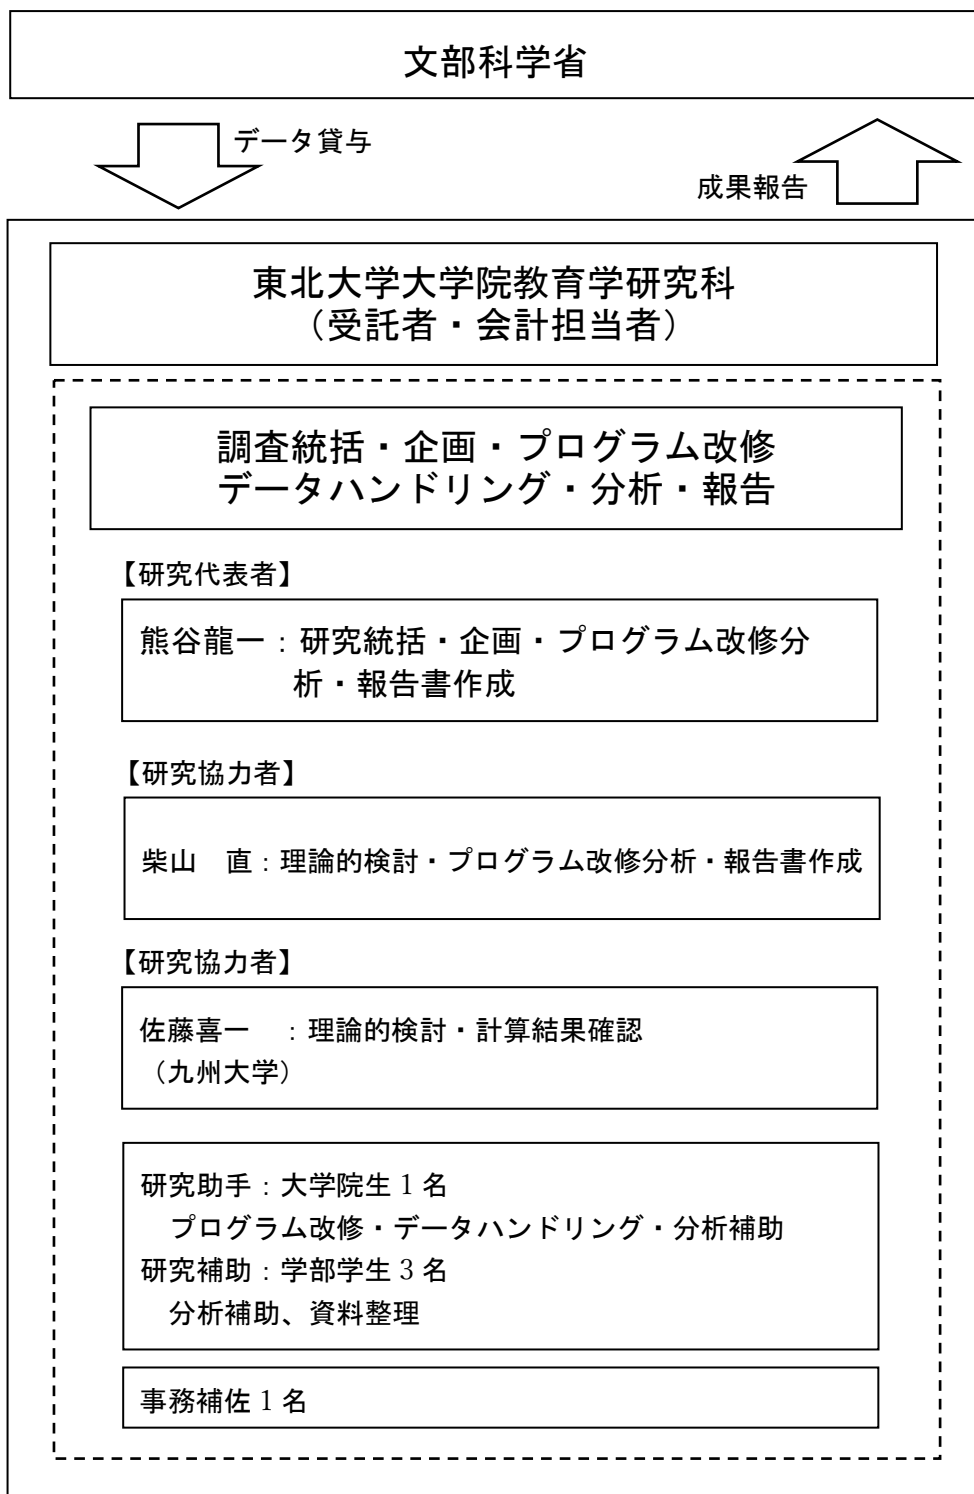 文部科学省
データ貸与
成果報告
東北大学大学院教育学研究科
（受託者・会計担当者）
調査統括・企画・プログラム改修
データハンドリング・分析・報告
【研究代表者】
熊谷龍一：研究統括・企画・プログラム改修分
析・報告書作成
【研究協力者】
柴山　直：理論的検討・プログラム改修分析・報告書作成
【研究協力者】
佐藤喜一　：理論的検討・計算結果確認
（九州大学）
研究助手：大学院生 1 名
プログラム改修・データハンドリング・分析補助
研究補助：学部学生 3 名
分析補助、資料整理
事務補佐 1 名